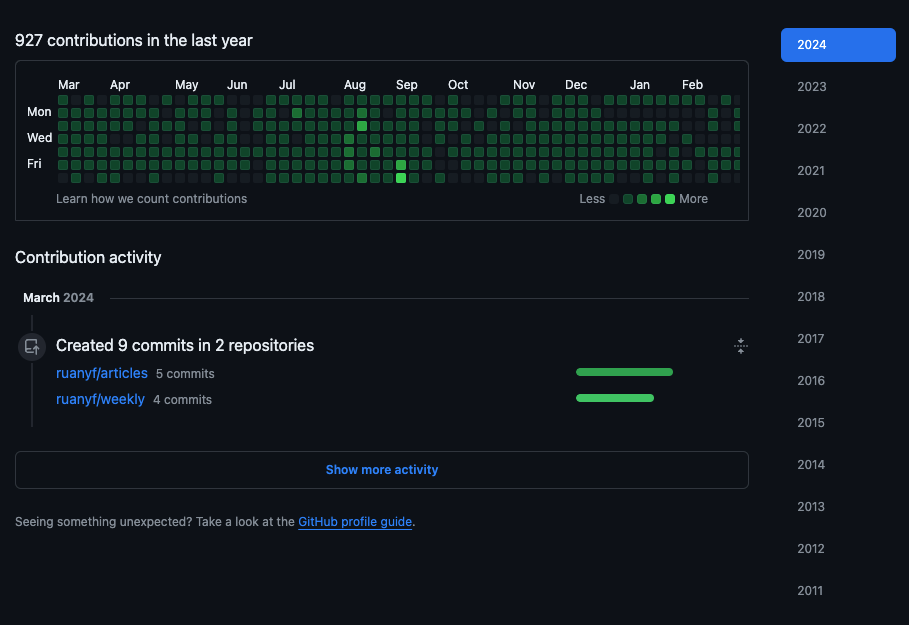 927 contributions in the last year
2024
2023
2022
2021
2020
2019
2018
2017
2016
2015
2014
2013
2012
2011
Mar Apr May Jun Jul Aug Sep Oct Nov Dec Jan Feb
Mon
Wed
Fri
Learn how we count contributions
Less More
Contribution activity
March 2024
Created 9 commits in 2 repositories
ruanyf/articles 5 commits
ruanyf/weekly 4 commits
Show more activity
Seeing something unexpected? Take a look at the GitHub profile guide.